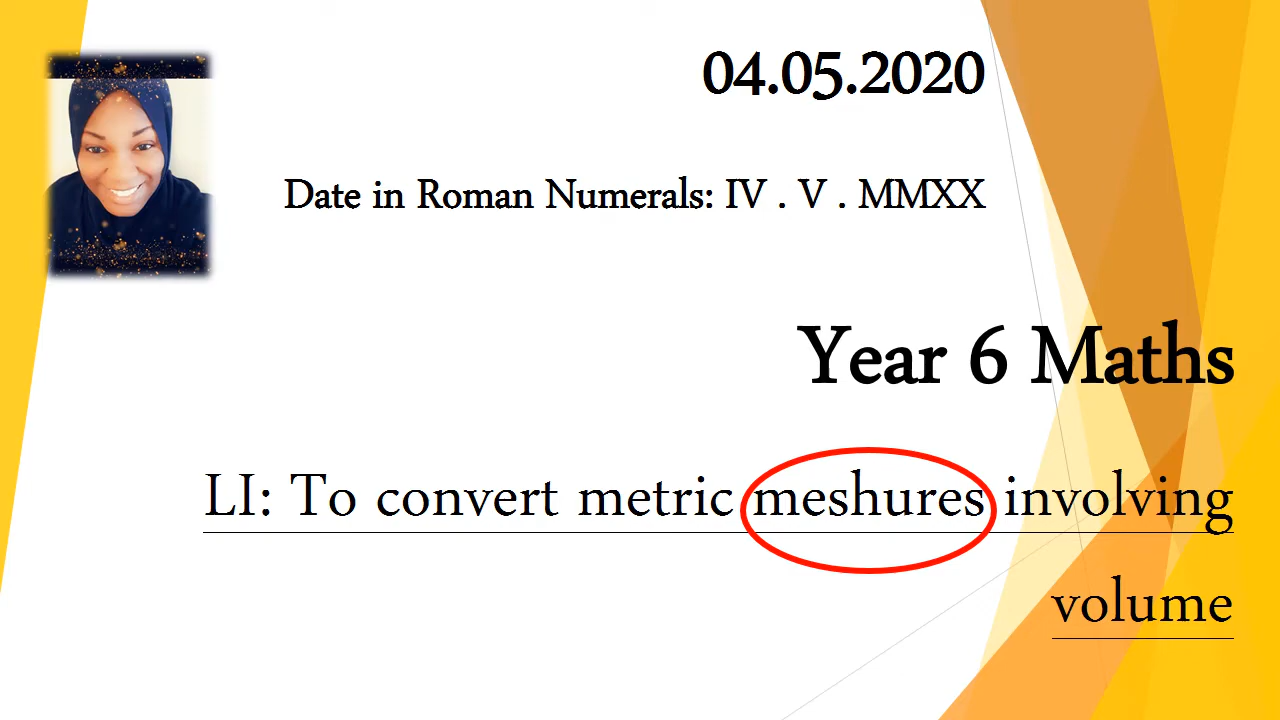 04.05.2020
Date in Roman Numerals: IV . V . MMXX
Year 6 Maths
LI: To convert metric meshures involving
volume